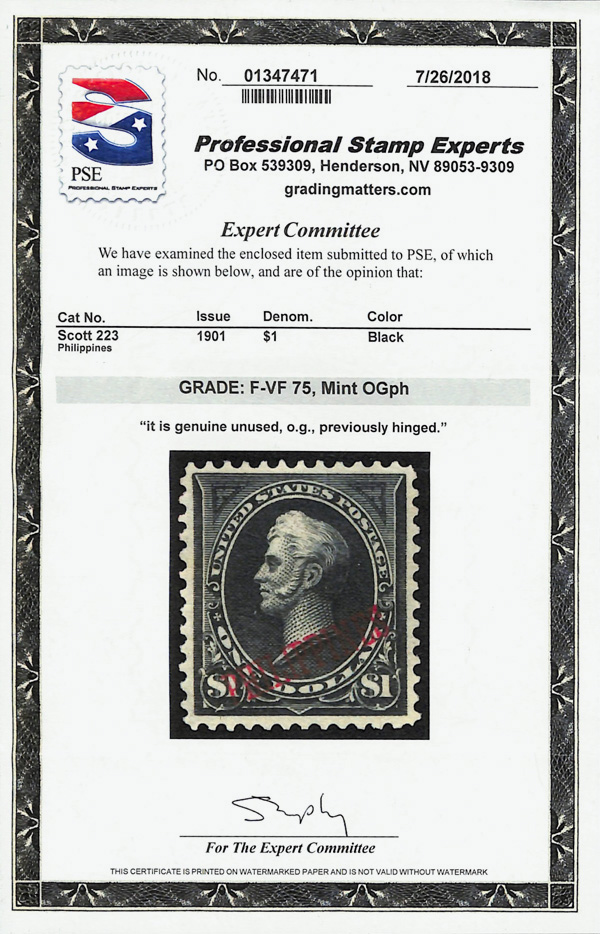 No. 01347471 7/26/2018
PSE
PROFESSIONAL STAMP EXPERTS
Professional Stamp Experts
PO Box 539309, Henderson, NV 89053-9309
gradingmatters.com
Expert Committee
We have examined the enclosed item submitted to PSE, of which
an image is shown below, and are of the opinion that:
Cat No. Issue Denom. Color
Scott 223 1901 $1 Black
Philippines
GRADE: F-VF 75, Mint OGph
“it is genuine unused, o.g., previously hinged.”
UNITED STATES POSTAGE
ONE DOLLAR
$1 $1
For The Expert Committee
THIS CERTIFICATE IS PRINTED ON WATERMARKED PAPER AND IS NOT VALID WITHOUT WATERMARK